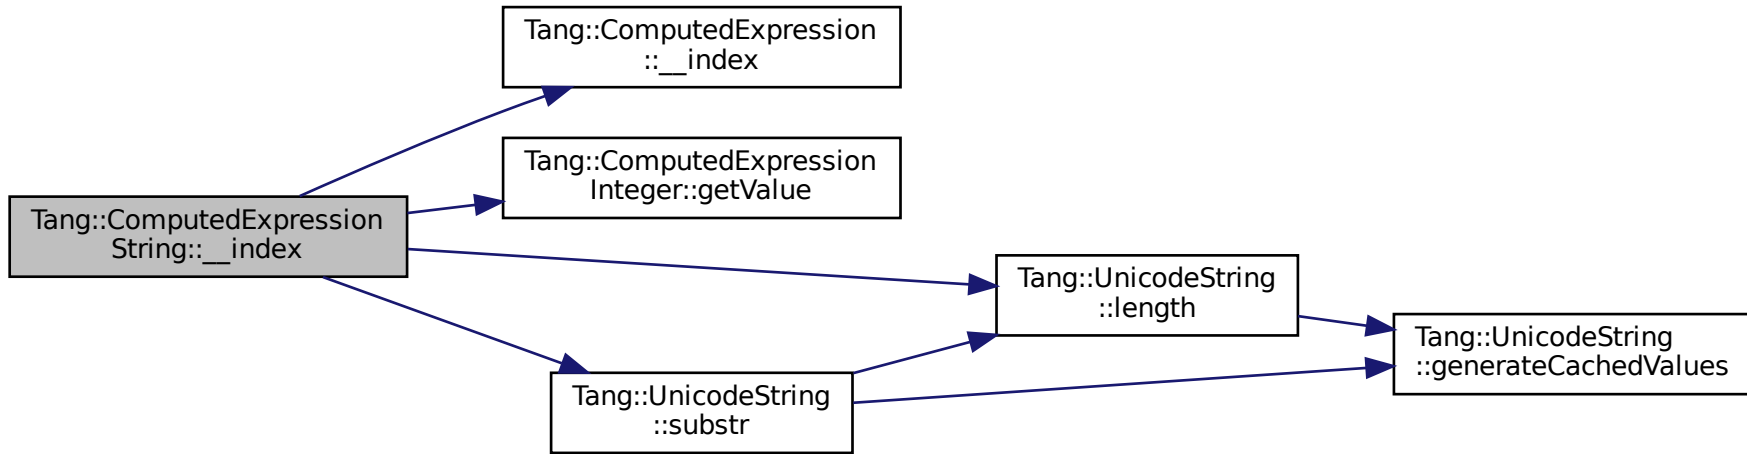 Tang::ComputedExpression
::__index
Tang::ComputedExpression
Integer::getValue
Tang::ComputedExpression
String::__index
Tang::UnicodeString
::length
Tang::UnicodeString
::generateCachedValues
Tang::UnicodeString
::substr